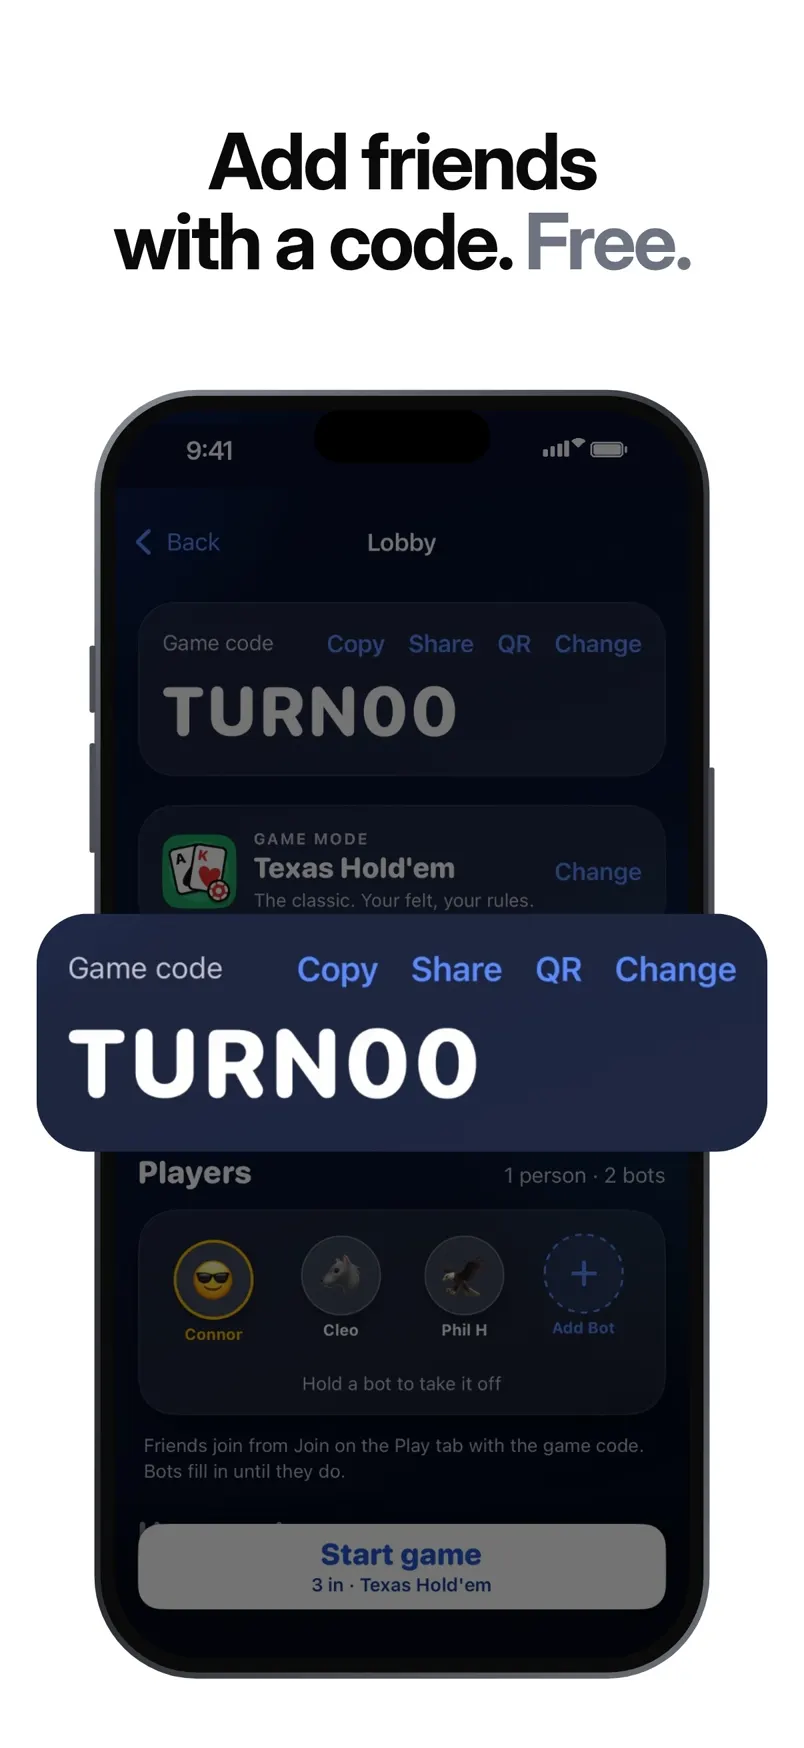 Add friends
with a code. Free.
9:41
Back
Lobby
Game code Copy Share QR Change
TURN00
GAME MODE
Texas Hold'em
The classic. Your felt, your rules.
Change
Game code Copy Share QR Change
TURN00
Players 1 person · 2 bots
Connor Cleo Phil H Add Bot
Hold a bot to take it off
Friends join from Join on the Play tab with the game code.
Bots fill in until they do.
Start game
3 in · Texas Hold'em